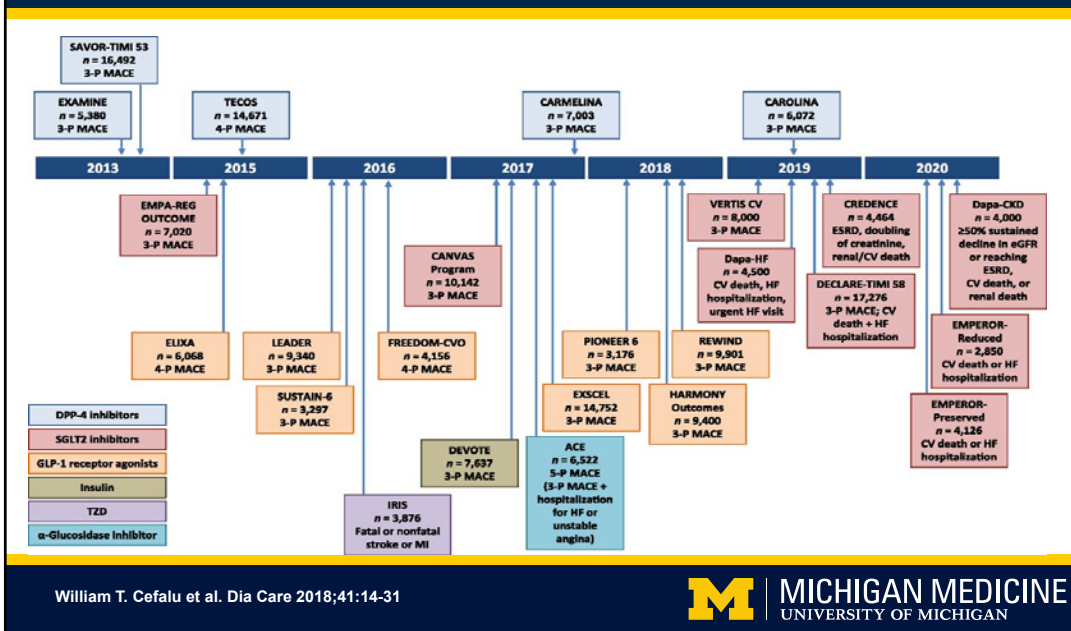 SAVOR-TIMI 53
n = 16,492
3-P MACE
EXAMINE
n = 5,380
3-P MACE
TECOS
n = 14,671
4-P MACE
CARMELINA
n = 7,003
3-P MACE
CAROLINA
n = 6,072
3-P MACE
2013
2015
2016
2017
2018
2019
2020
EMPA-REG
OUTCOME
n = 7,020
3-P MACE
CANVAS
Program
n = 10,142
3-P MACE
VERTIS CV
n = 8,000
3-P MACE
Dapa-HF
n = 4,500
CV death, HF
hospitalization,
urgent HF visit
CREDENCE
n = 4,464
ESRD, doubling
of creatinine,
renal/CV death
DECLARE-TIMI 58
n = 17,276
3-P MACE; CV
death + HF
hospitalization
Dapa-CKD
n = 4,000
≥50% sustained
decline in eGFR
or reaching
ESRD,
CV death, or
renal death
EMPEROR-
Reduced
n = 2,850
CV death or HF
hospitalization
EMPEROR-
Preserved
n = 4,126
CV death or HF
hospitalization
ELIXA
n = 6,068
4-P MACE
LEADER
n = 9,340
3-P MACE
SUSTAIN-6
n = 3,297
3-P MACE
FREEDOM-CVO
n = 4,156
4-P MACE
PIONEER 6
n = 3,176
3-P MACE
REWIND
n = 9,901
3-P MACE
EXSCEL
n = 14,752
3-P MACE
HARMONY
Outcomes
n = 9,400
3-P MACE
DEVOTE
n = 7,637
3-P MACE
ACE
n = 6,522
5-P MACE
(3-P MACE +
hospitalization
for HF or
unstable
angina)
IRIS
n = 3,876
Fatal or nonfatal
stroke or MI
DPP-4 inhibitors
SGLT2 inhibitors
GLP-1 receptor agonists
Insulin
TZD
α-Glucosidase inhibitor
William T. Cefalu et al. Dia Care 2018;41:14-31
M
MICHIGAN MEDICINE
UNIVERSITY OF MICHIGAN